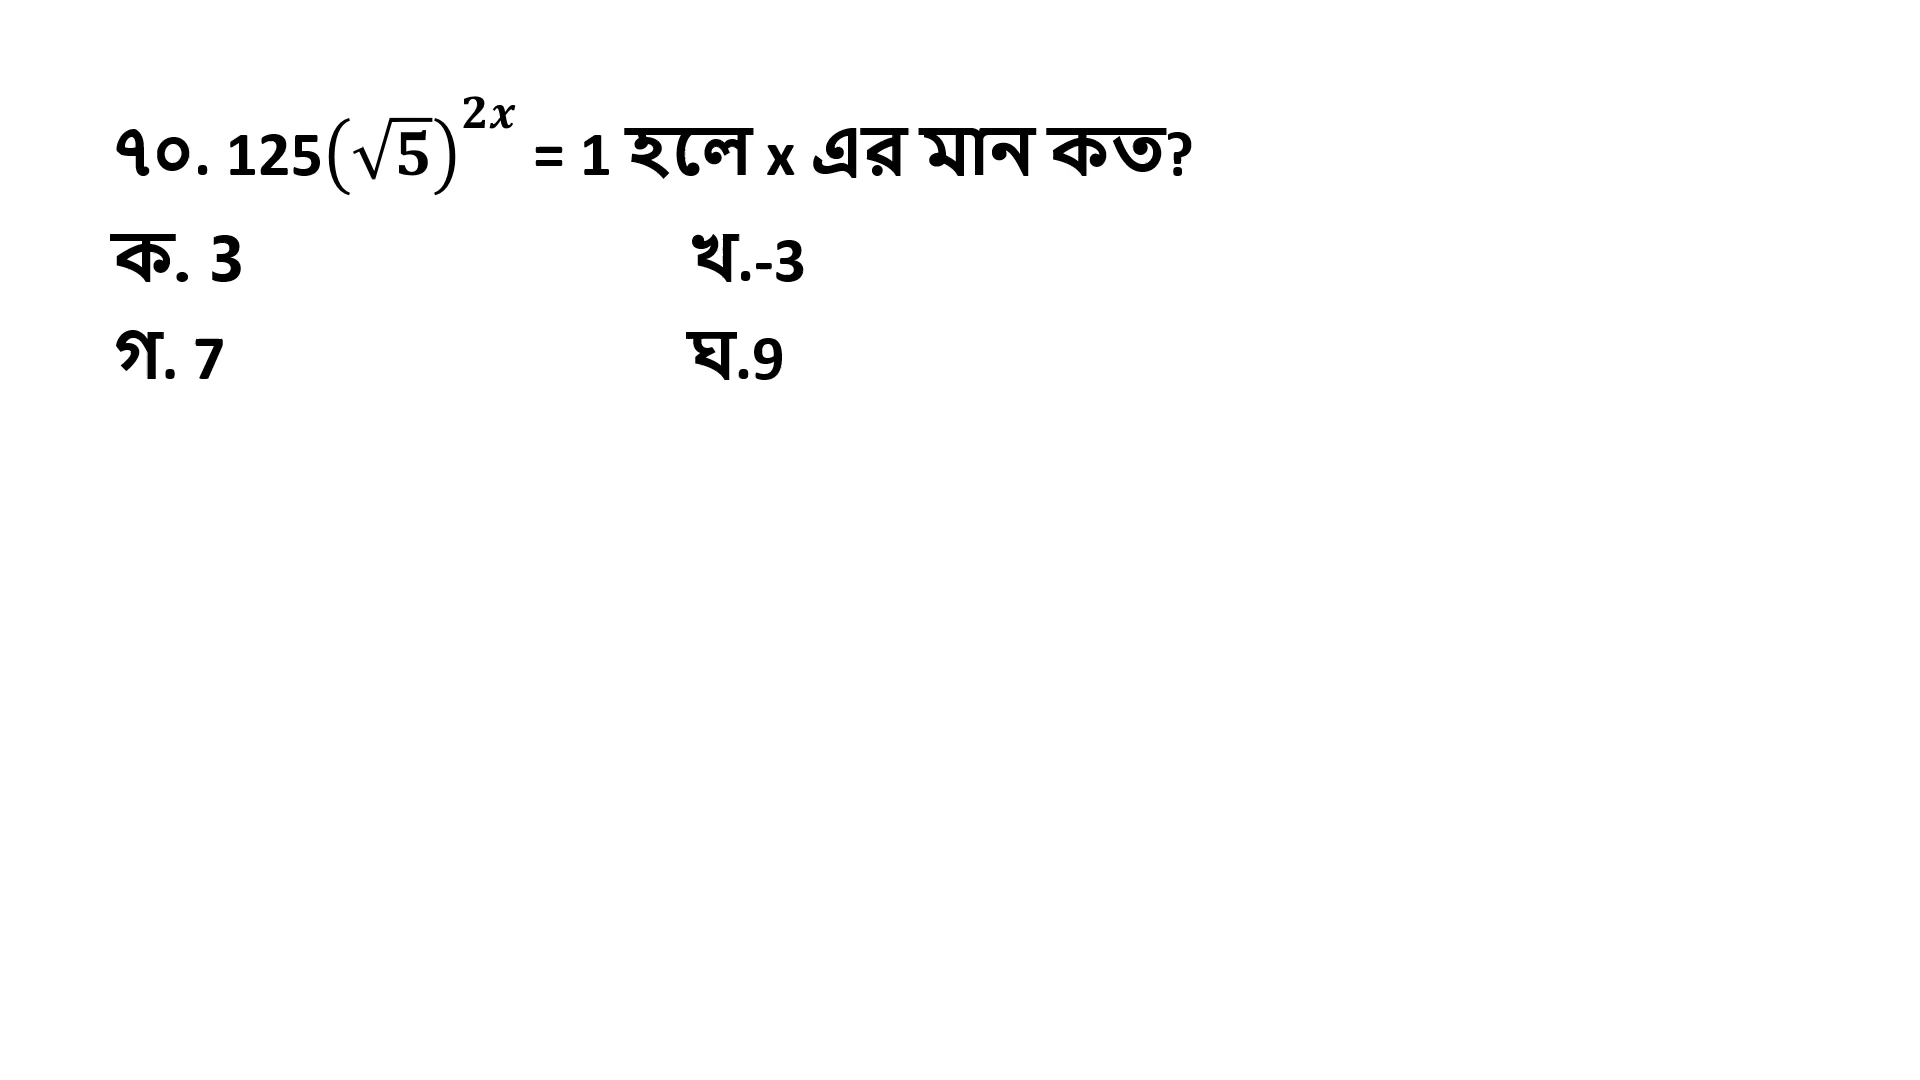 ৭০. 125(√5)^{2x} = 1 হলে x এর মান কত?
ক. 3 খ.-3
গ. 7 ঘ.9